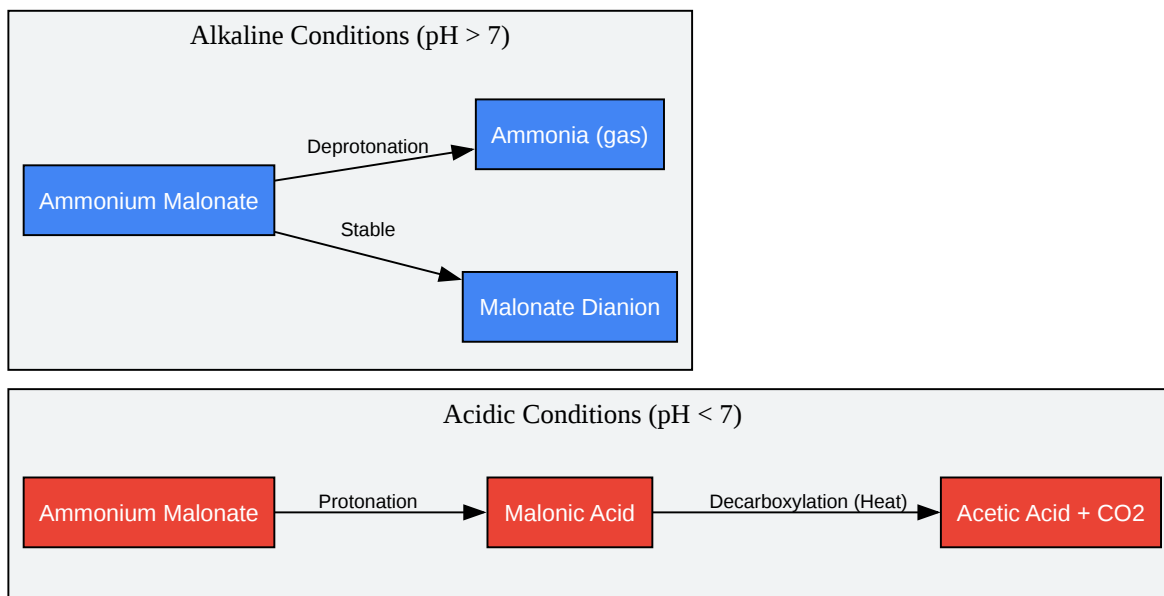 Alkaline Conditions (pH > 7)
Ammonia (gas)
Deprotonation
Ammonium Malonate
Stable
Malonate Dianion
Acidic Conditions (pH < 7)
Ammonium Malonate
Protonation
Malonic Acid
Decarboxylation (Heat)
Acetic Acid + CO2